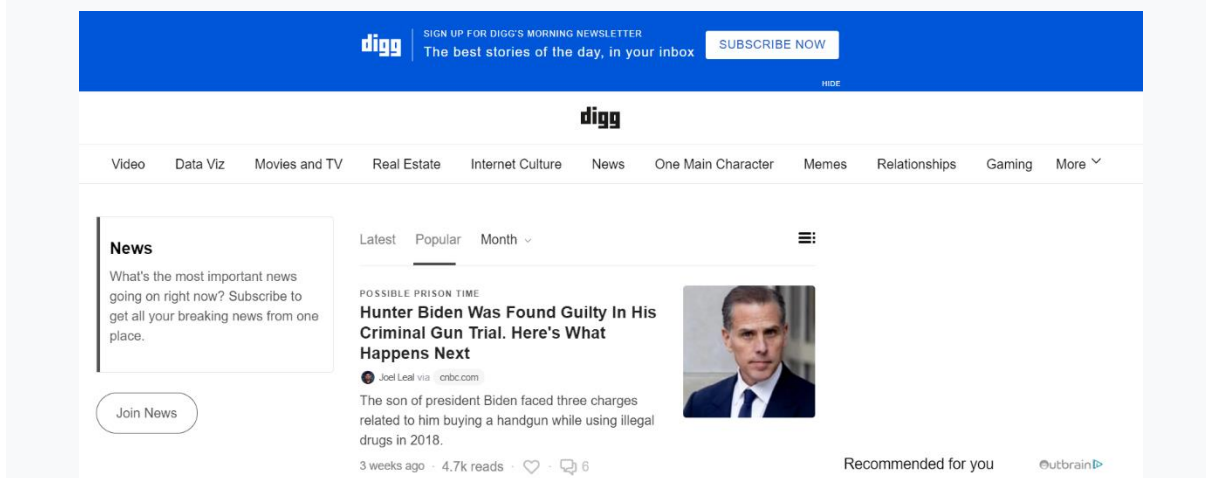 digg
SIGN UP FOR DIGG'S MORNING NEWSLETTER
The best stories of the day, in your inbox
SUBSCRIBE NOW
HIDE
digg
Video Data Viz Movies and TV Real Estate Internet Culture News One Main Character Memes Relationships Gaming More
News
What's the most important news
going on right now? Subscribe to
get all your breaking news from one
place.
Join News
Latest Popular Month
POSSIBLE PRISON TIME
Hunter Biden Was Found Guilty In His
Criminal Gun Trial. Here's What
Happens Next
Joel Leal via cnbc.com
The son of president Biden faced three charges
related to him buying a handgun while using illegal
drugs in 2018.
3 weeks ago · 4.7k reads · · 6
Recommended for you
Outbrain